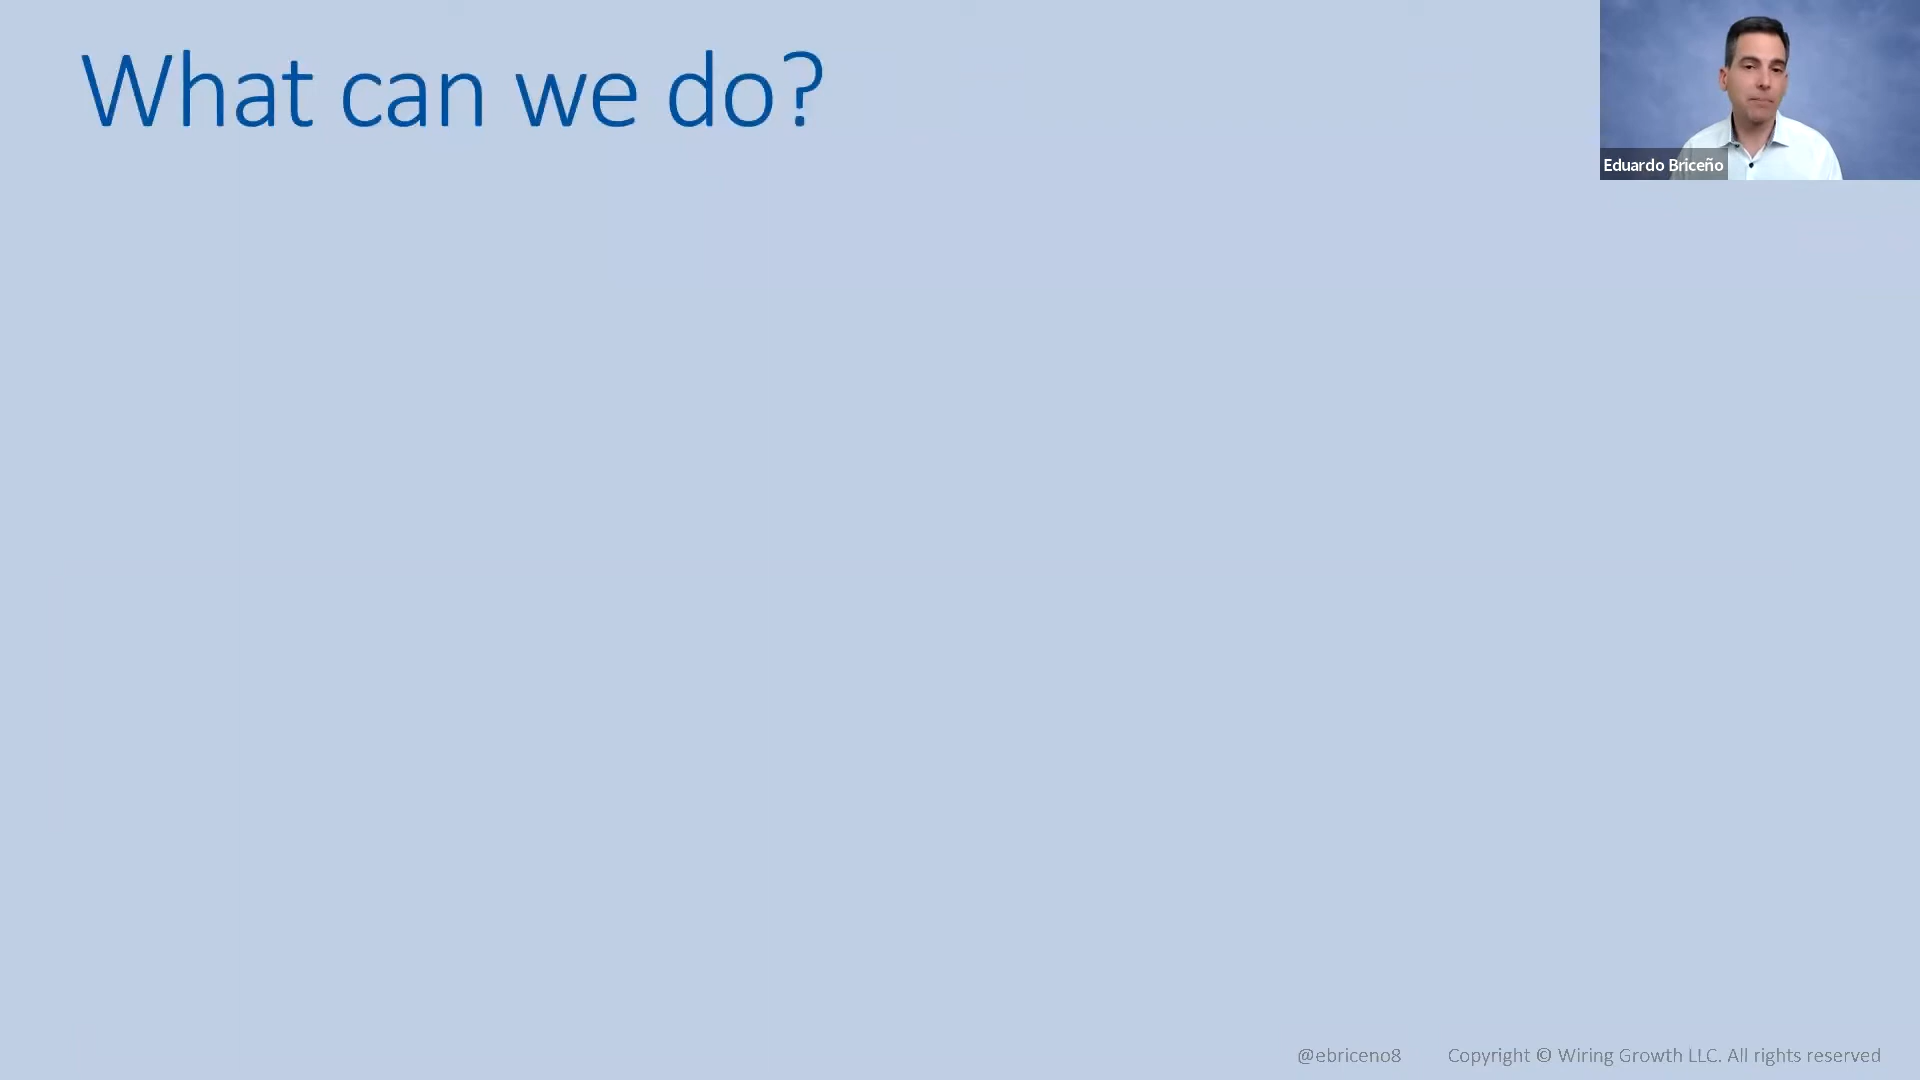 What can we do?
Eduardo Briceño
@ebriceno8 Copyright © Wiring Growth LLC. All rights reserved